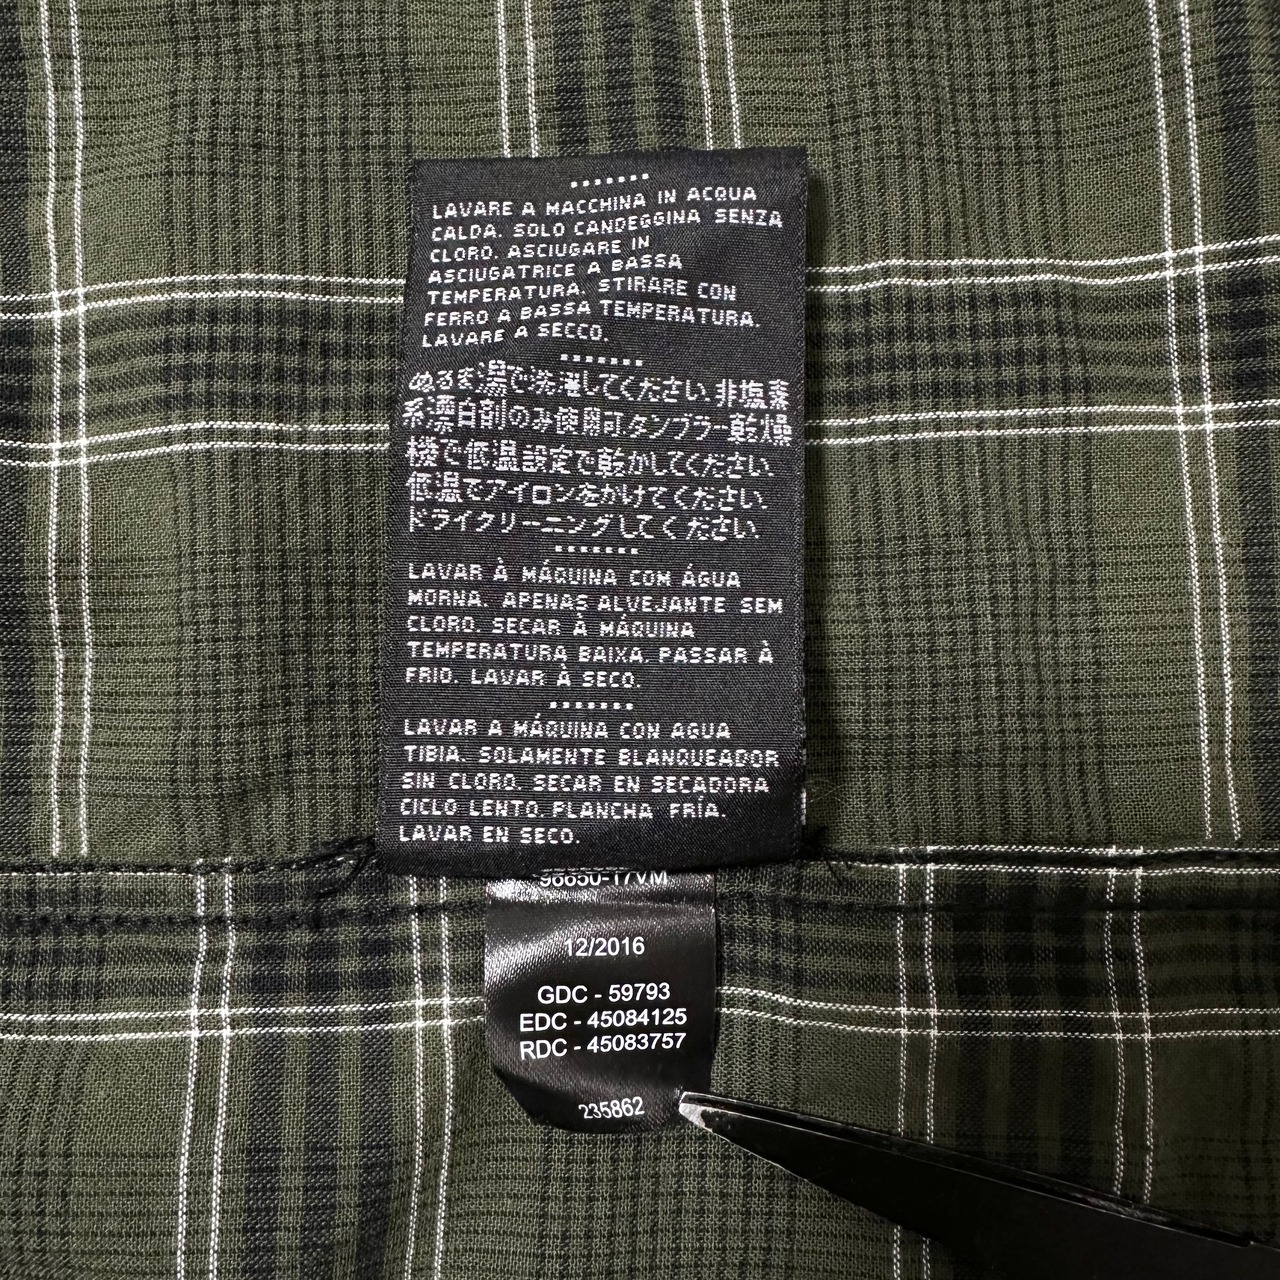 LAVARE A MACCHINA IN ACQUA
CALDA. SOLO CANDEGGINA SENZA
CLORO. ASCIUGARE IN
ASCIUGATRICE A BASSA
TEMPERATURA. STIRARE CON
FERRO A BASSA TEMPERATURA.
LAVARE A SECCO.
ぬるま湯で洗濯してください. 非塩素
系漂白剤のみ使用可 タンブラー乾燥
機で低温設定で乾かしてください.
低温でアイロンをかけてください.
ドライクリーニングしてください.
LAVAR À MÁQUINA COM ÁGUA
MORNA. APENAS ALVEJANTE SEM
CLORO. SECAR À MÁQUINA
TEMPERATURA BAIXA. PASSAR À
FRIO. LAVAR À SECO.
LAVAR A MÁQUINA CON AGUA
TIBIA. SOLAMENTE BLANQUEADOR
SIN CLORO. SECAR EN SECADORA
CICLO LENTO. PLANCHA FRÍA.
LAVAR EN SECO.
96650-17VM
12/2016
GDC - 59793
EDC - 45084125
RDC - 45083757
235862